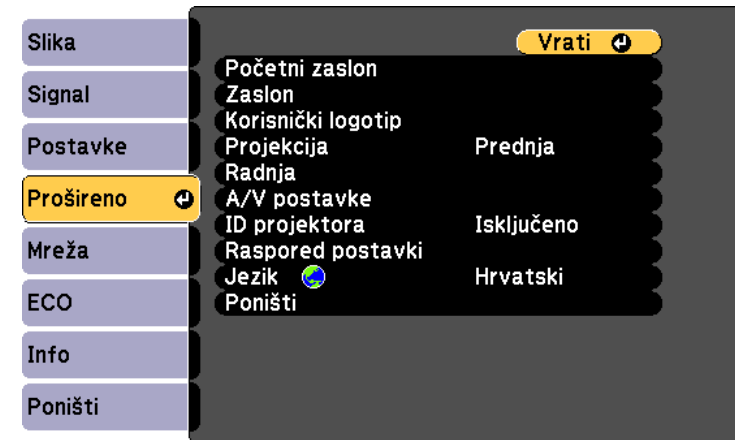 Slika
Signal
Postavke
Prošireno
Mreža
ECO
Info
Poništi
Vrati
Početni zaslon
Zaslon
Korisnički logotip
Projekcija Prednja
Radnja
A/V postavke
ID projektora Isključeno
Raspored postavki
Jezik Hrvatski
Poništi